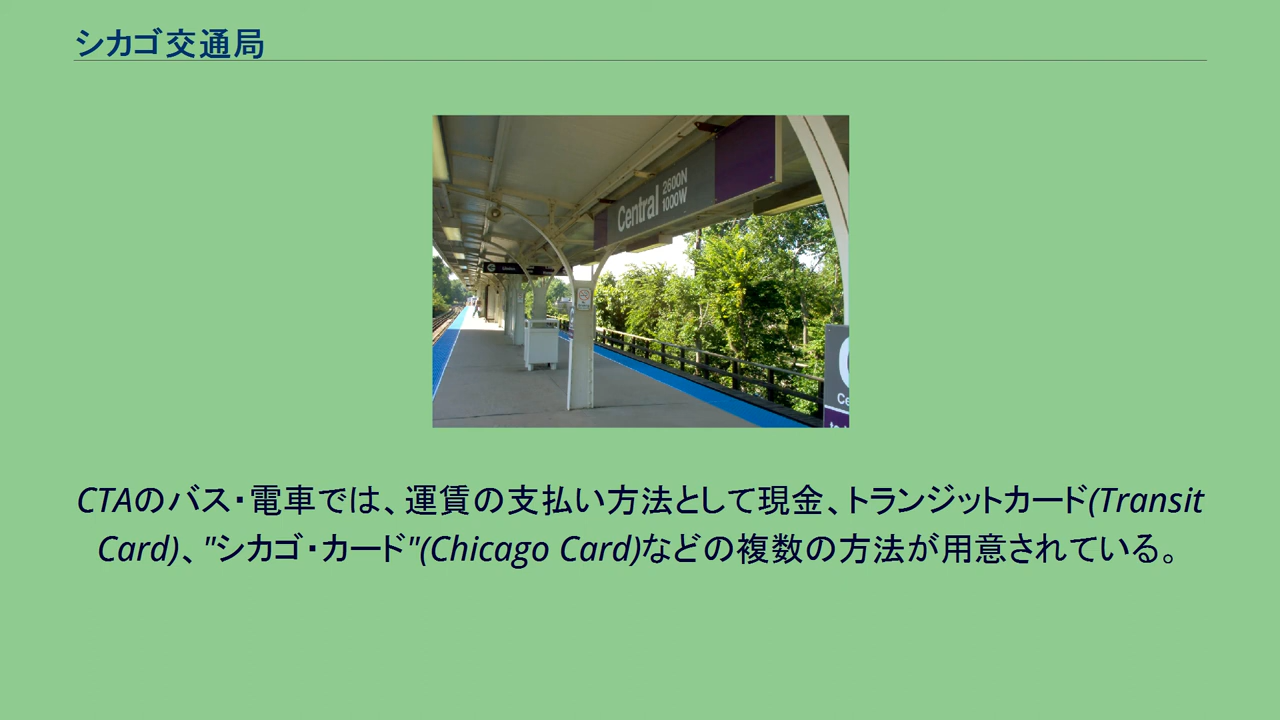 シカゴ交通局
Central 2600N
1000W
CTAのバス・電車では、運賃の支払い方法として現金、トランジットカード(Transit
Card)、"シカゴ・カード"(Chicago Card)などの複数の方法が用意されている。